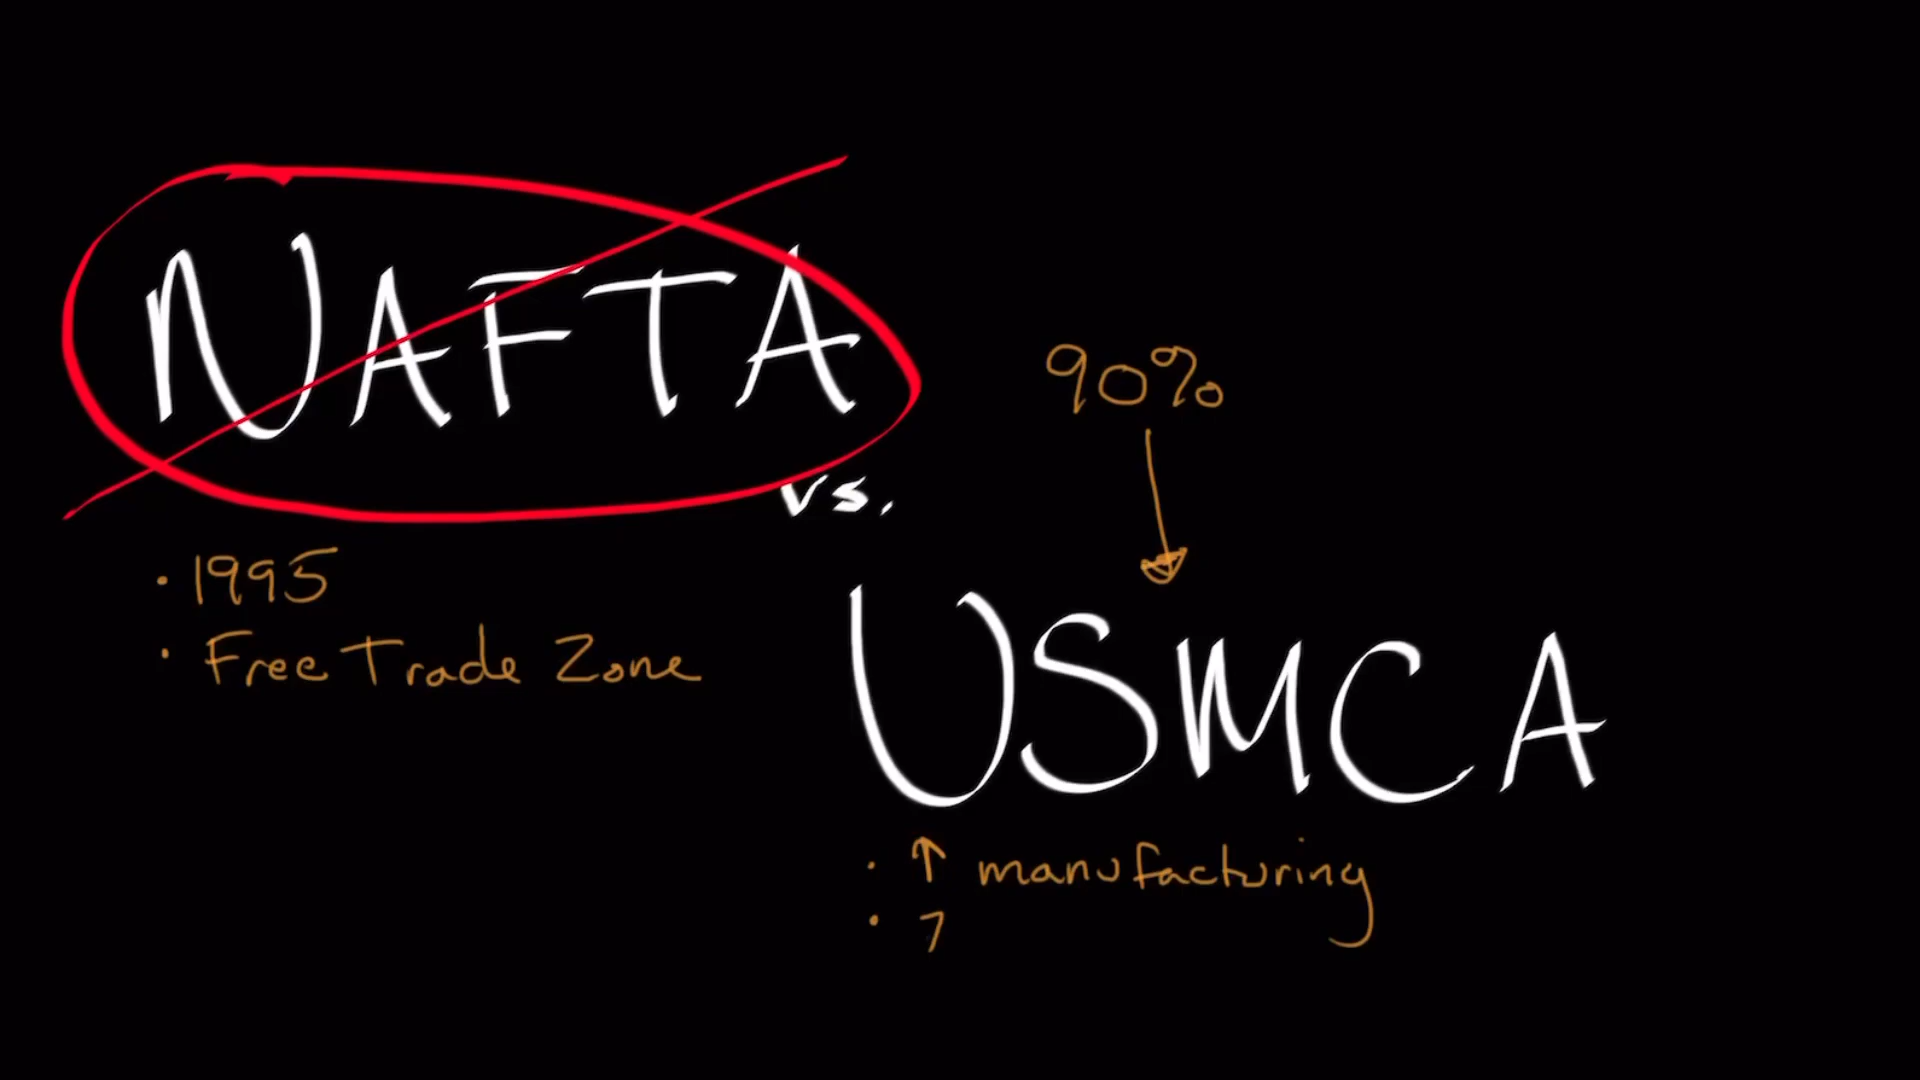 NAFTA
vs.
90%
• 1995
• Free Trade Zone
USMCA
• ↑ manufacturing
• 7